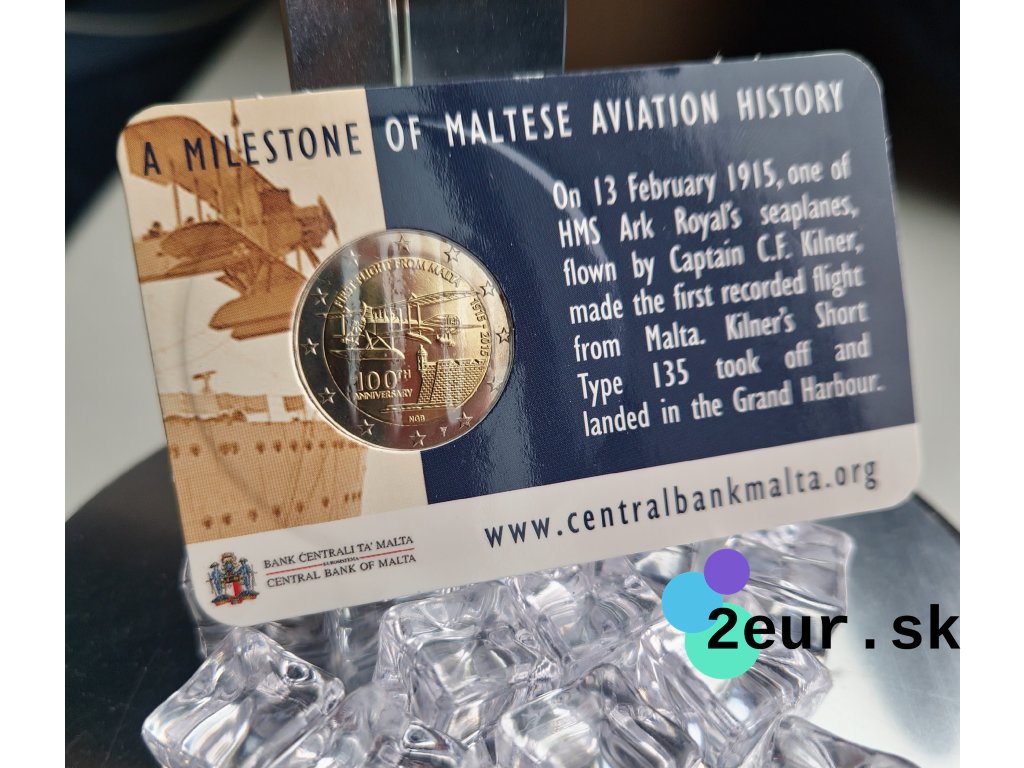 A MILESTONE OF MALTESE AVIATION HISTORY
On 13 February 1915, one of
HMS Ark Royal's seaplanes,
flown by Captain C.F. Kilner,
made the first recorded flight
from Malta. Kilner's Short
Type 135 took off and
landed in the Grand Harbour.
FIRST FLIGHT FROM MALTA
1915 - 2015
100TH
ANNIVERSARY
NGB
www.centralbankmalta.org
BANK ĊENTRALI TA' MALTA
EUROSISTEMA
CENTRAL BANK OF MALTA
2eur.sk